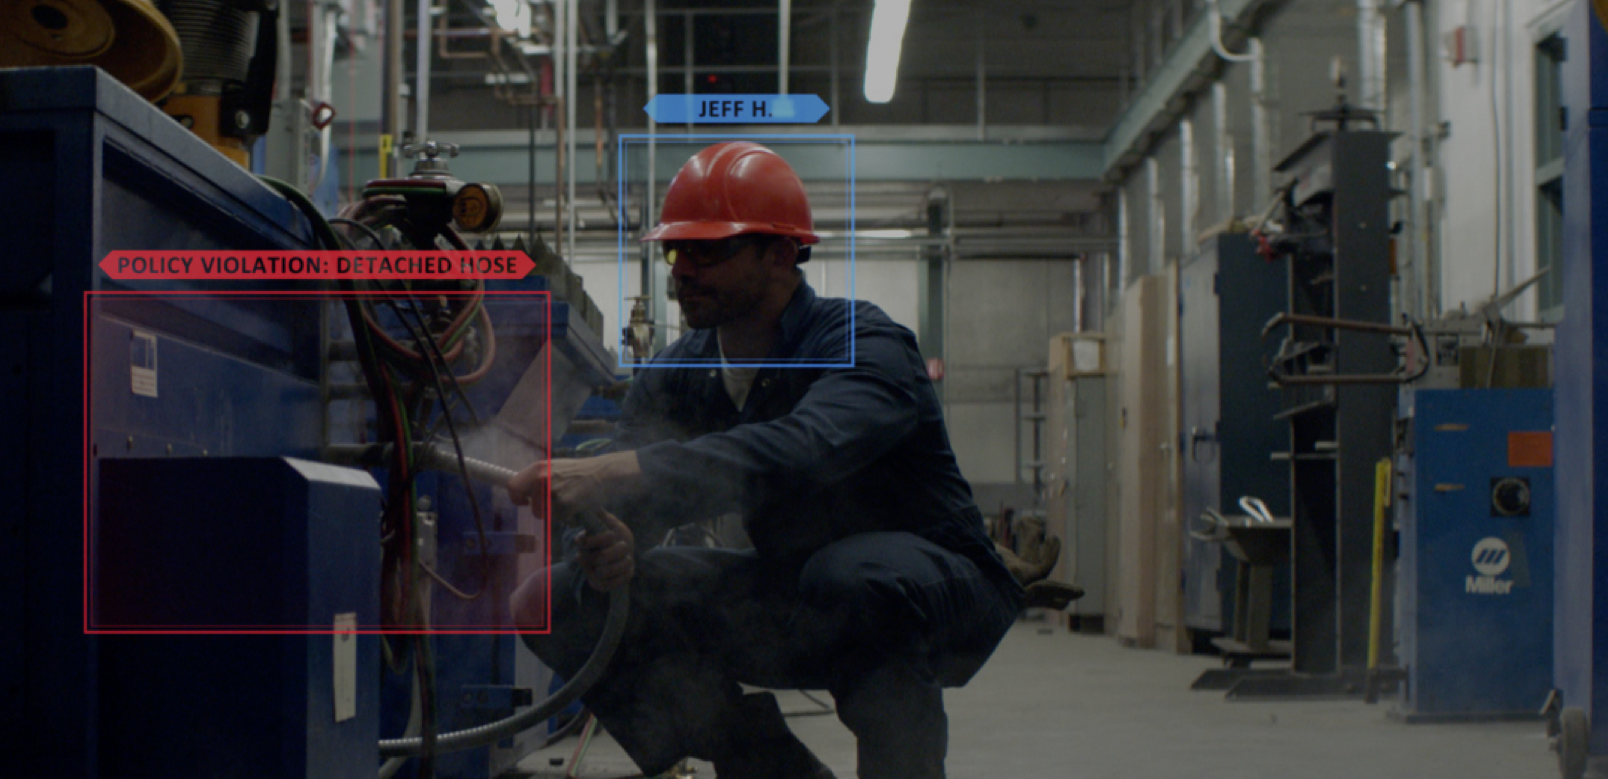 JEFF H.
POLICY VIOLATION: DETACHED HOSE
Miller